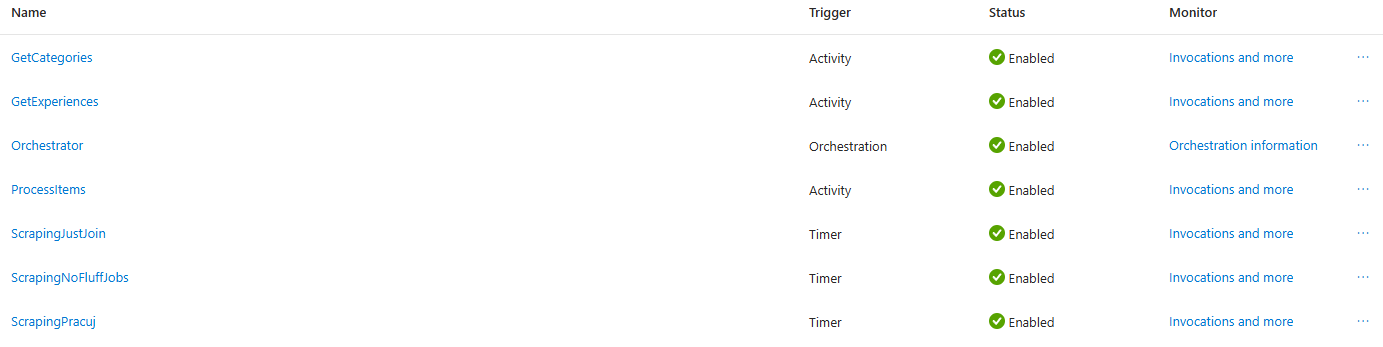 Name Trigger Status Monitor
GetCategories Activity Enabled Invocations and more ...
GetExperiences Activity Enabled Invocations and more ...
Orchestrator Orchestration Enabled Orchestration information ...
ProcessItems Activity Enabled Invocations and more ...
ScrapingJustJoin Timer Enabled Invocations and more ...
ScrapingNoFluffJobs Timer Enabled Invocations and more ...
ScrapingPracuj Timer Enabled Invocations and more ...